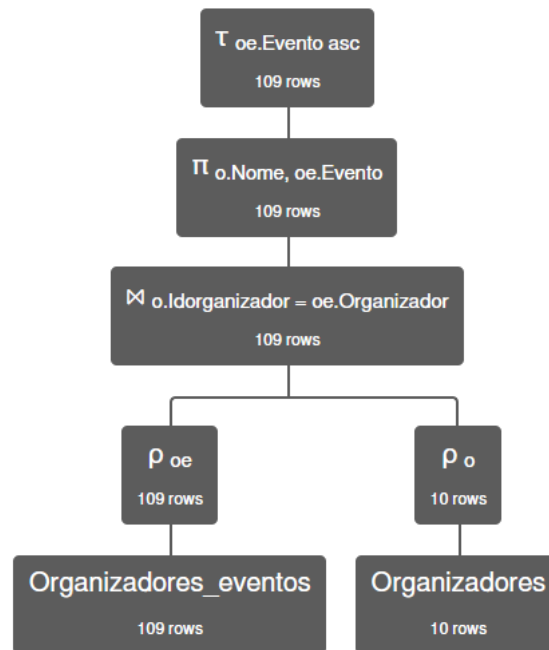 τ oe.Evento asc
109 rows
π o.Nome, oe.Evento
109 rows
⋈ o.Idorganizador = oe.Organizador
109 rows
ρ oe
109 rows
ρ o
10 rows
Organizadores_eventos
109 rows
Organizadores
10 rows